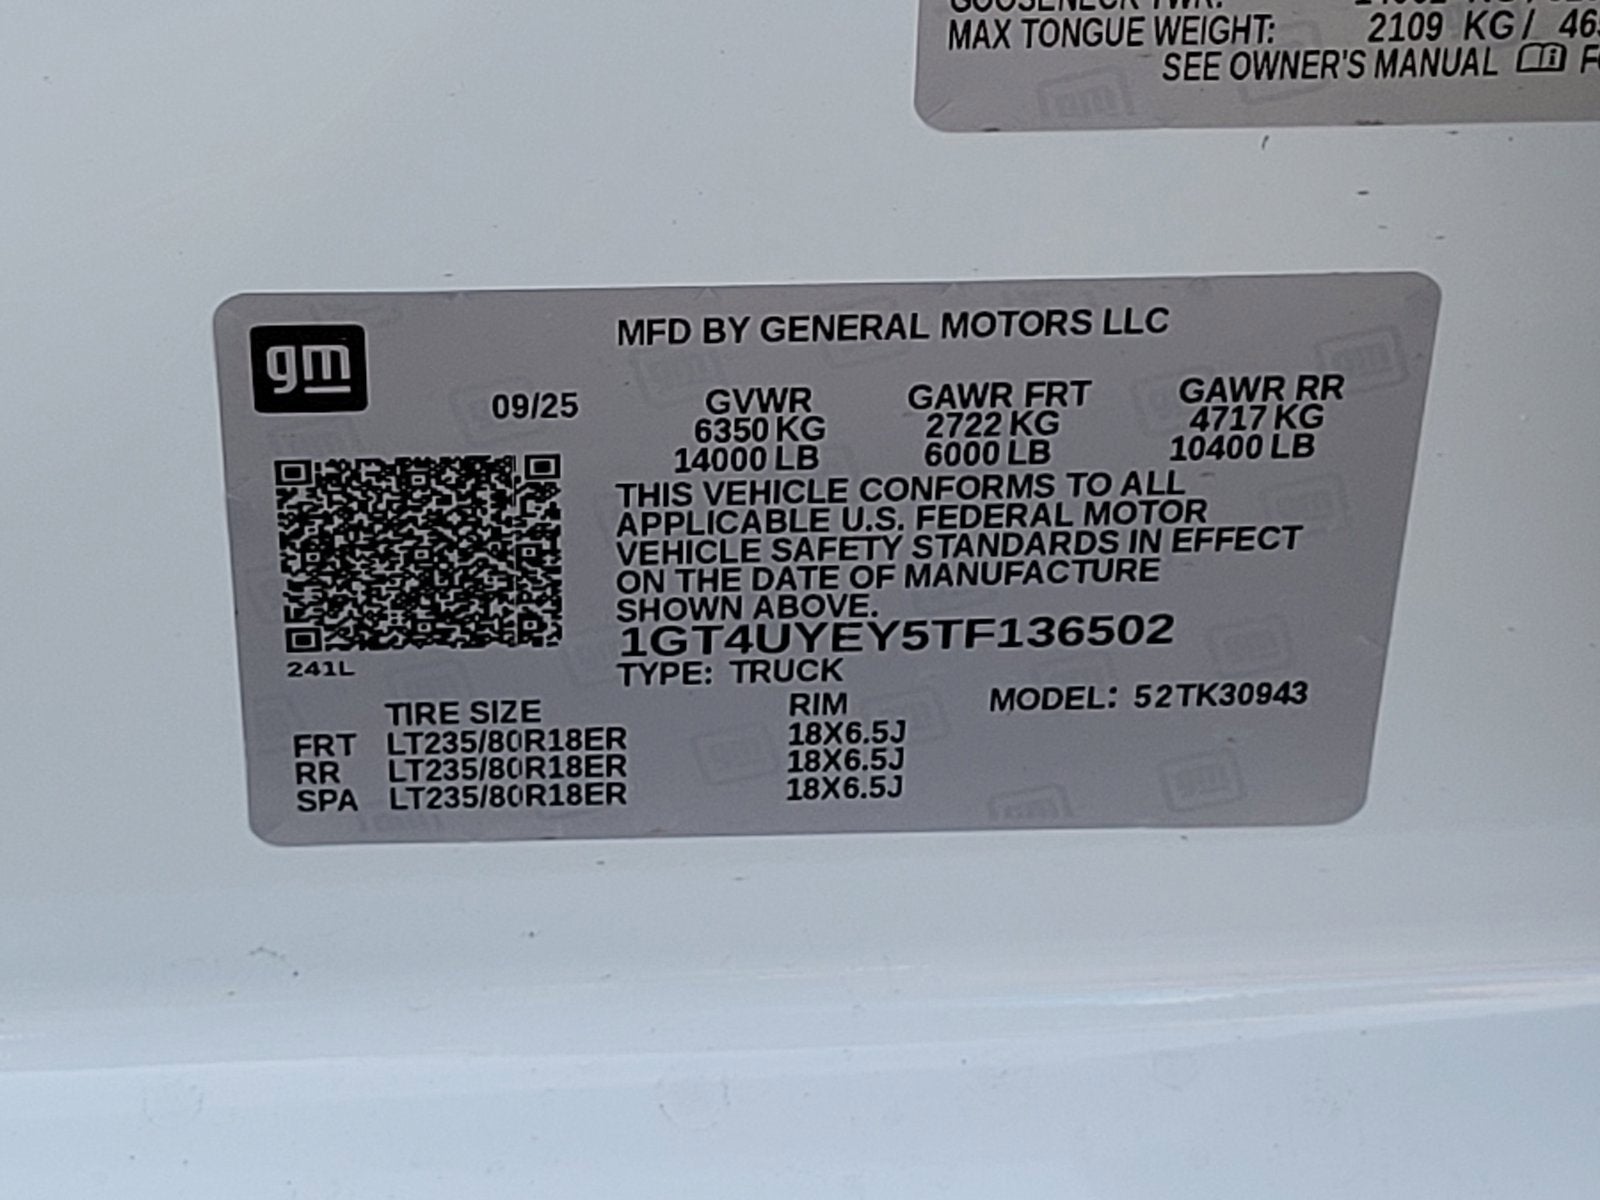 MAX TONGUE WEIGHT: 2109 KG /
SEE OWNER'S MANUAL
gm
MFD BY GENERAL MOTORS LLC
09/25
GVWR GAWR FRT GAWR RR
6350 KG 2722 KG 4717 KG
14000 LB 6000 LB 10400 LB
THIS VEHICLE CONFORMS TO ALL
APPLICABLE U.S. FEDERAL MOTOR
VEHICLE SAFETY STANDARDS IN EFFECT
ON THE DATE OF MANUFACTURE
SHOWN ABOVE.
1GT4UYEY5TF136502
241L
TYPE: TRUCK
MODEL: 52TK30943
TIRE SIZE RIM
FRT LT235/80R18ER 18X6.5J
RR LT235/80R18ER 18X6.5J
SPA LT235/80R18ER 18X6.5J